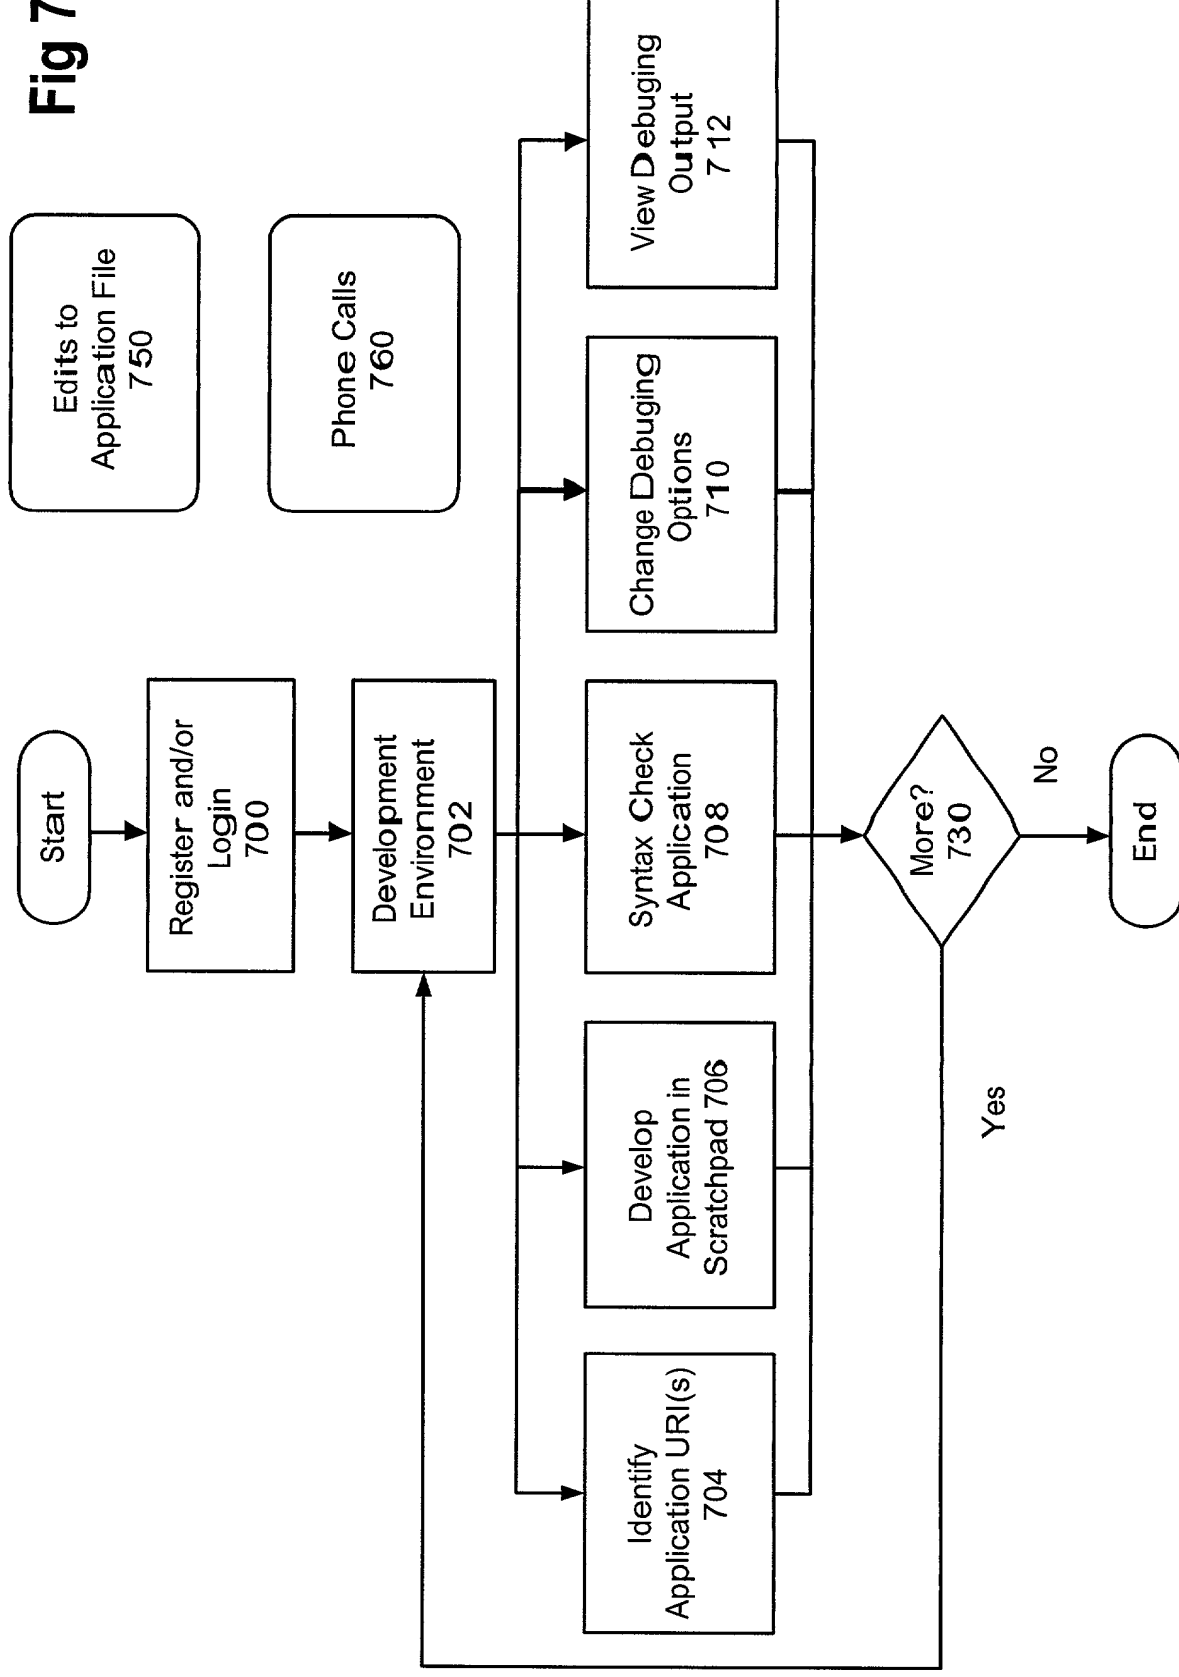 Fig 7
Start
Edits to
Application File
750
Register and/or
Login
700
Phone Calls
760
Development
Environment
702
Identify
Application URI(s)
704
Develop
Application in
Scratchpad 706
Syntax Check
Application
708
Change Debuging
Options
710
View Debuging
Output
712
More?
730
Yes
No
End